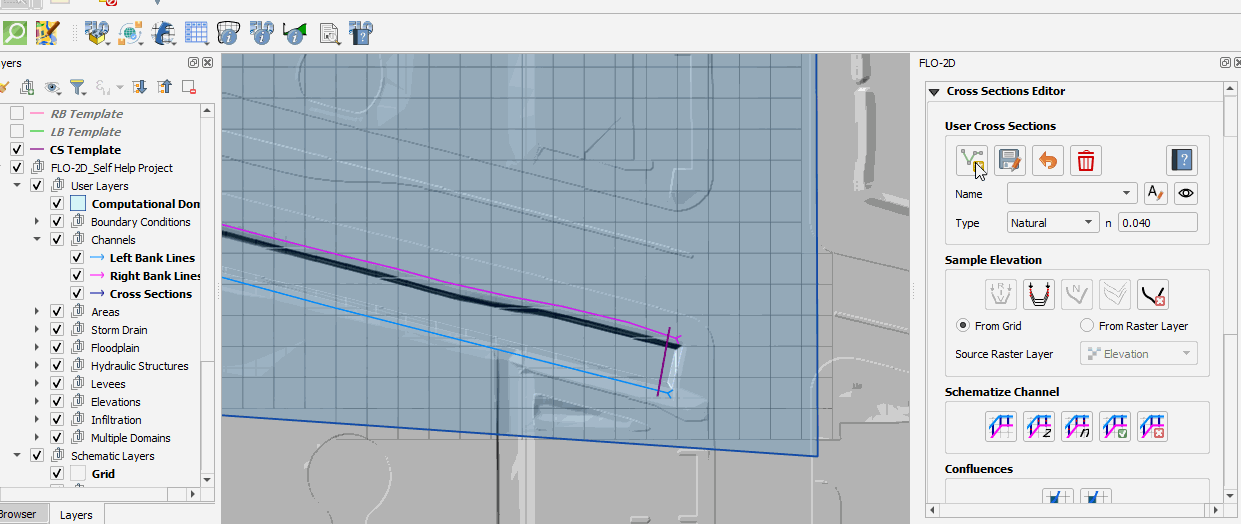 yers
RB Template
LB Template
CS Template
FLO-2D_Self Help Project
User Layers
Computational Don
Boundary Conditions
Channels
Left Bank Lines
Right Bank Lines
Cross Sections
Areas
Storm Drain
Floodplain
Hydraulic Structures
Levees
Elevations
Infiltration
Multiple Domains
Schematic Layers
Grid
Browser
Layers
FLO-2D
Cross Sections Editor
User Cross Sections
Name
Type
Natural
n
0.040
Sample Elevation
From Grid
From Raster Layer
Source Raster Layer
Elevation
Schematize Channel
Confluences